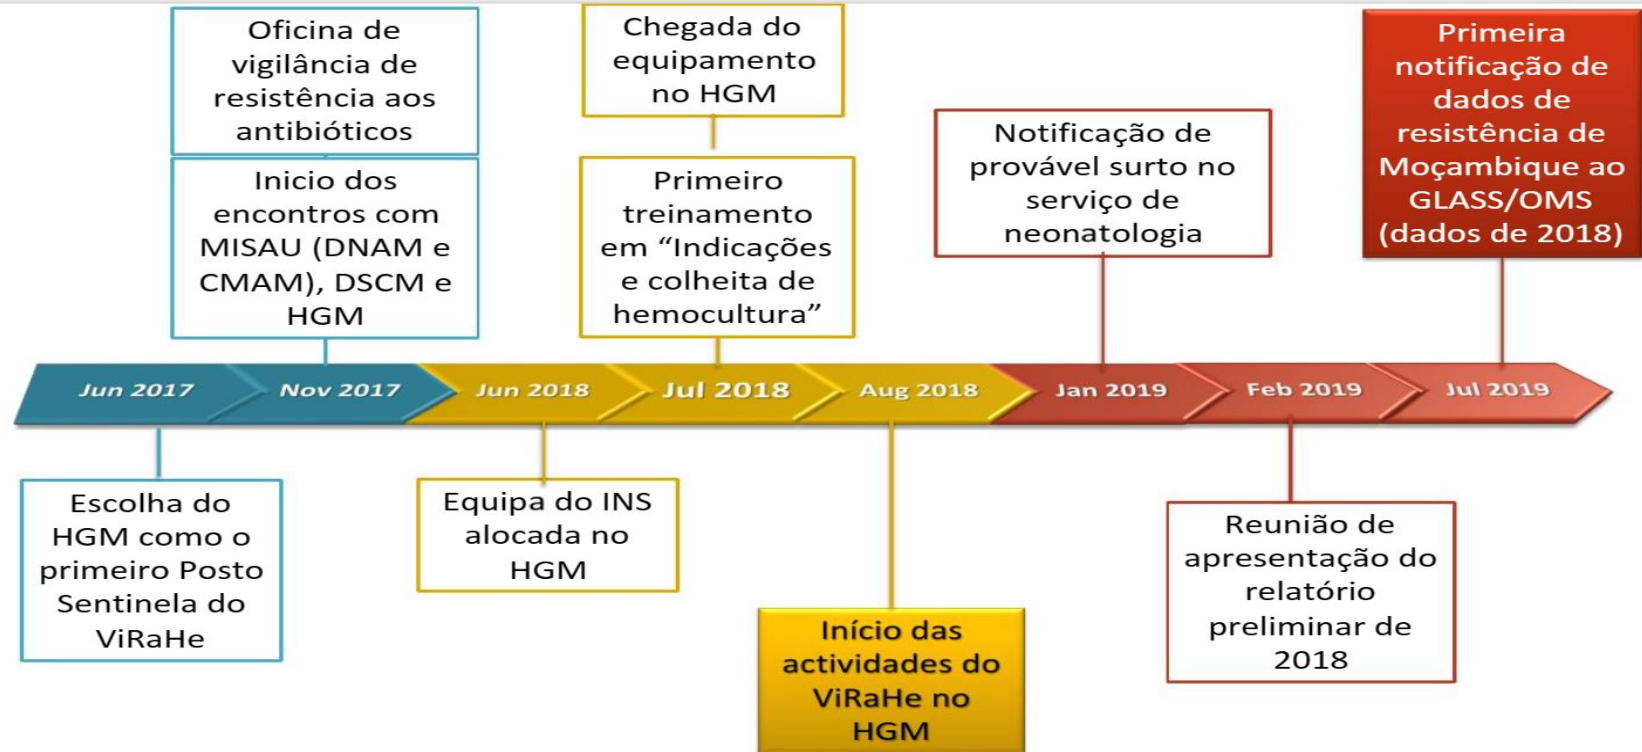 Oficina de
vigilância de
resistência aos
antibióticos
Inicio dos
encontros com
MISAU (DNAM e
CMAM), DSCM e
HGM
Chegada do
equipamento
no HGM
Primeiro
treinamento
em “Indicações
e colheita de
hemocultura”
Notificação de
provável surto no
serviço de
neonatologia
Primeira
notificação de
dados de
resistência de
Moçambique ao
GLASS/OMS
(dados de 2018)
Jun 2017
Nov 2017
Jun 2018
Jul 2018
Aug 2018
Jan 2019
Feb 2019
Jul 2019
Escolha do
HGM como o
primeiro Posto
Sentinela do
ViRaHe
Equipa do INS
alocada no
HGM
Início das
actividades do
ViRaHe no
HGM
Reunião de
apresentação do
relatório
preliminar de
2018